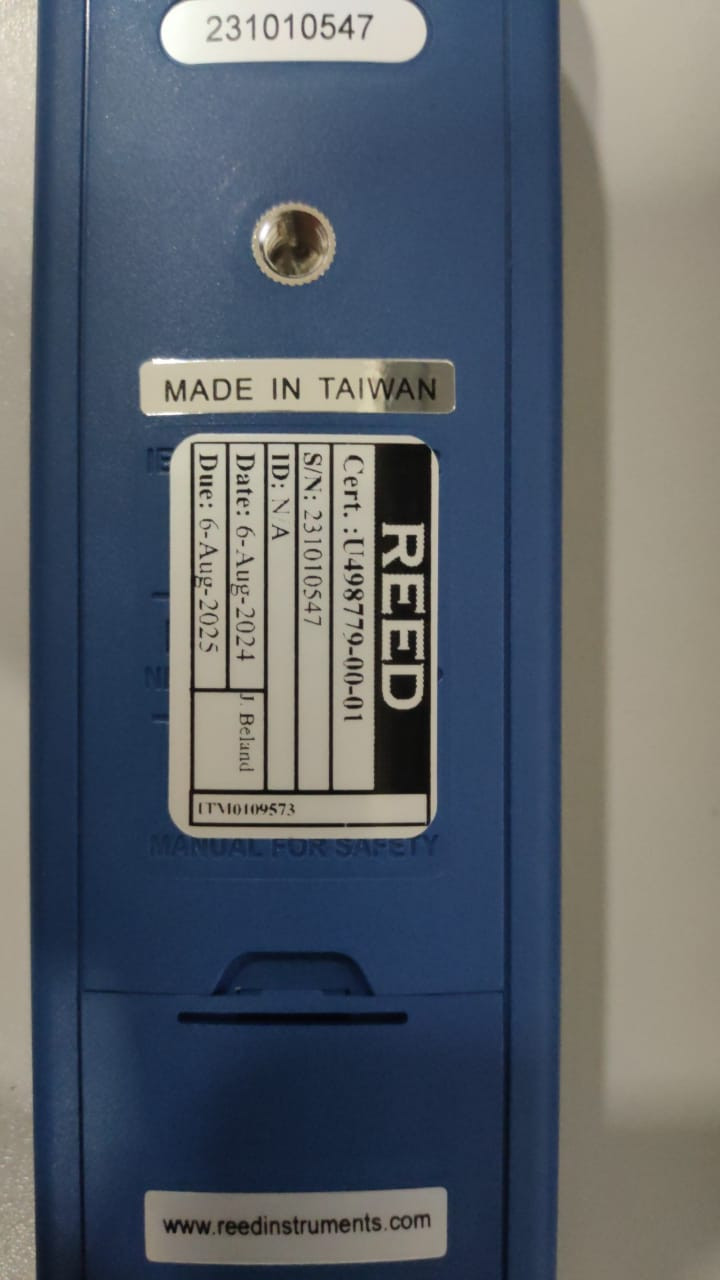 231010547
MADE IN TAIWAN
REED
Cert. :U498779-00-01
S/N: 231010547
ID: N/A
Date: 6-Aug-2024
J. Beland
Due: 6-Aug-2025
ITM0109573
MANUAL FOR SAFETY
www.reedinstruments.com